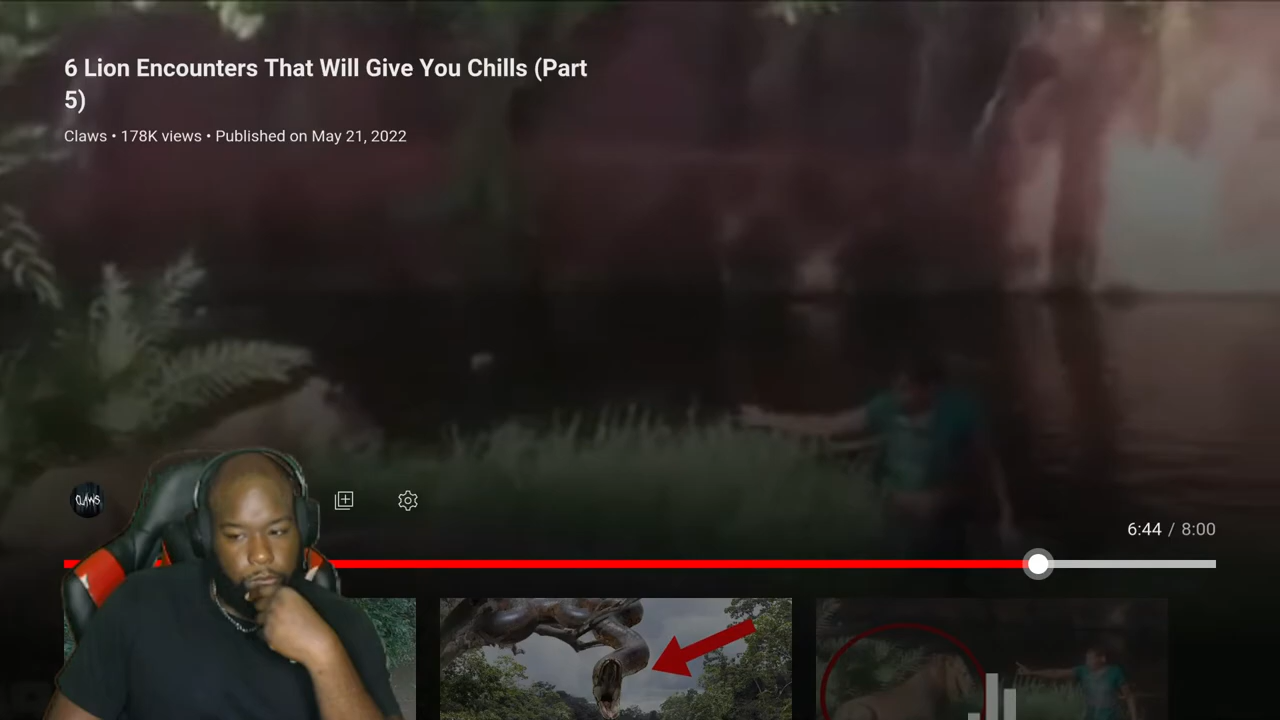 6 Lion Encounters That Will Give You Chills (Part
5)
Claws • 178K views • Published on May 21, 2022
CLAWS
6:44 / 8:00